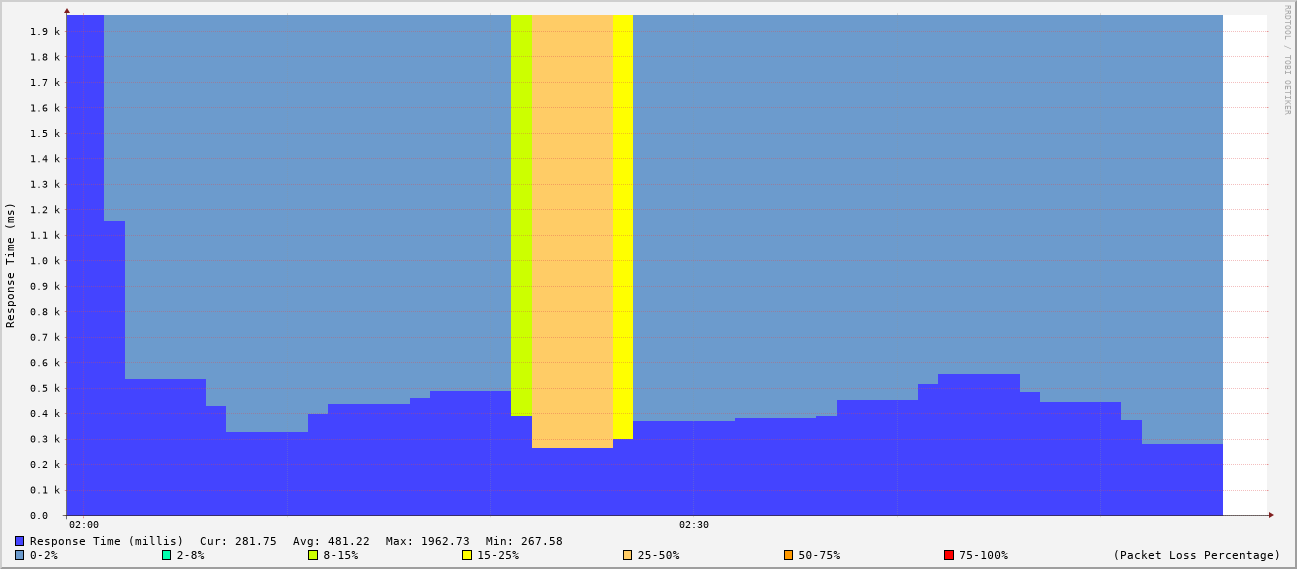 RRDTOOL / TOBI OETIKER
Response Time (ms)
1.9 k
1.8 k
1.7 k
1.6 k
1.5 k
1.4 k
1.3 k
1.2 k
1.1 k
1.0 k
0.9 k
0.8 k
0.7 k
0.6 k
0.5 k
0.4 k
0.3 k
0.2 k
0.1 k
0.0
02:00 02:30
Response Time (millis) Cur: 281.75 Avg: 481.22 Max: 1962.73 Min: 267.58
0-2% 2-8% 8-15% 15-25% 25-50% 50-75% 75-100% (Packet Loss Percentage)